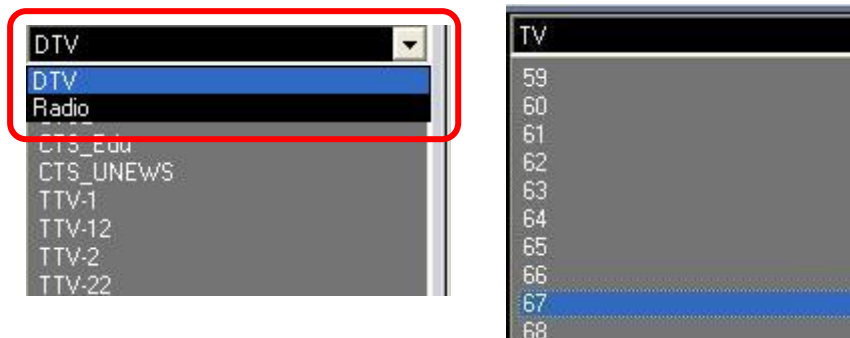 DTV
DTV
Radio
CTS_Edu
CTS_UNEWS
TTV-1
TTV-12
TTV-2
TTV-22
TV
59
60
61
62
63
64
65
66
67
68